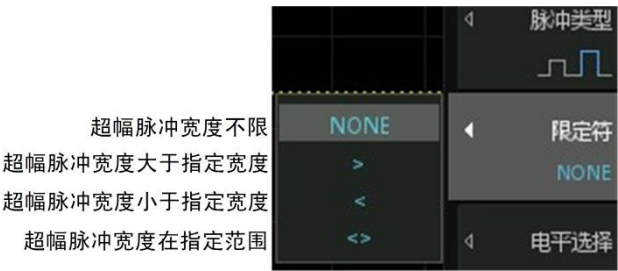 脉冲类型
超幅脉冲宽度不限
NONE
限定符
超幅脉冲宽度大于指定宽度
>
NONE
超幅脉冲宽度小于指定宽度
<
超幅脉冲宽度在指定范围
<>
电平选择